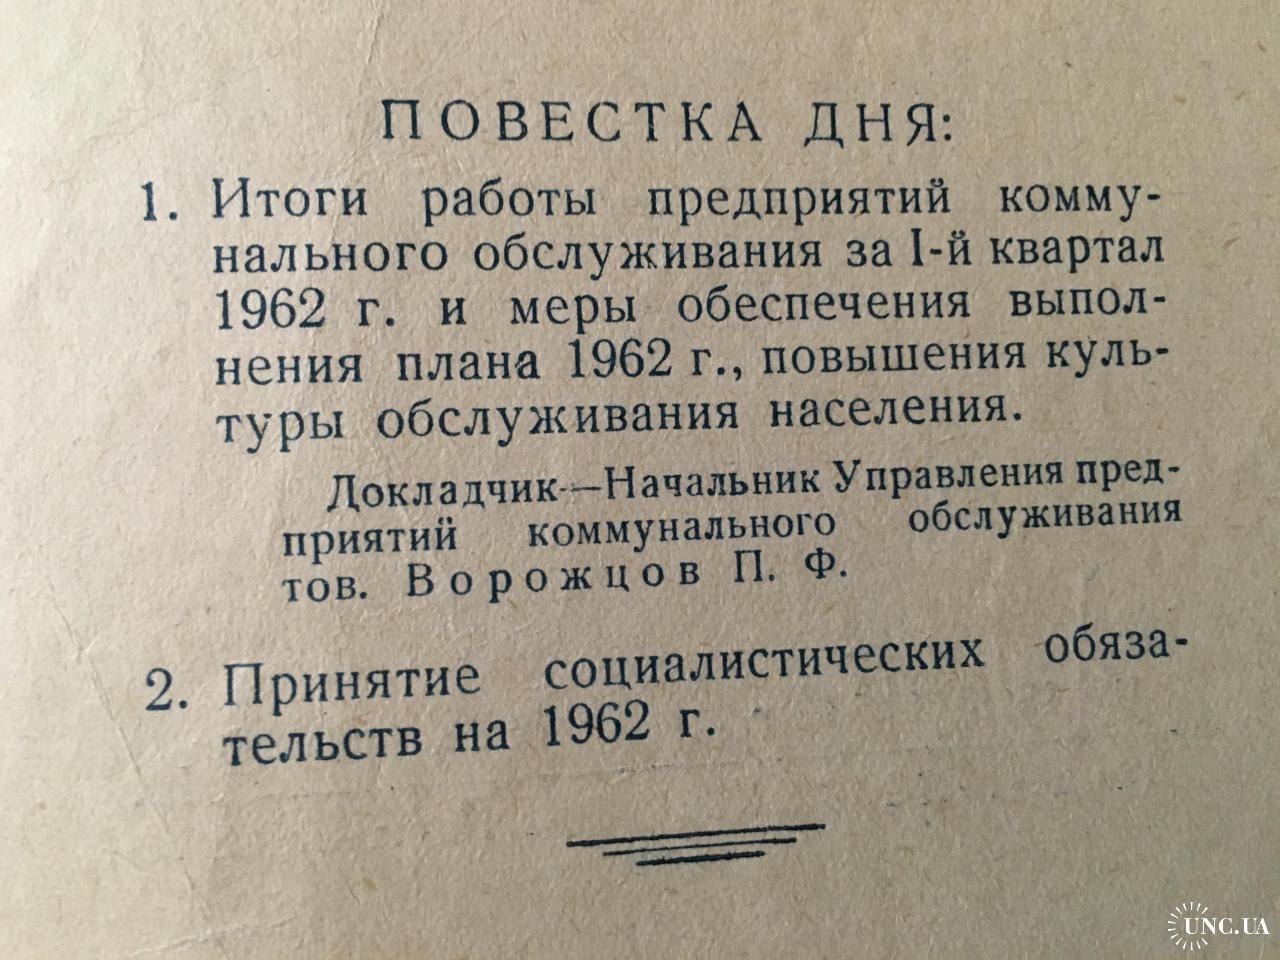 ПОВЕСТКА ДНЯ:
1. Итоги работы предприятий комму-
нального обслуживания за I-й квартал
1962 г. и меры обеспечения выпол-
нения плана 1962 г., повышения куль-
туры обслуживания населения.
Докладчик—Начальник Управления пред-
приятий коммунального обслуживания
тов. Ворожцов П. Ф.
2. Принятие социалистических обяза-
тельств на 1962 г.
UNC.UA